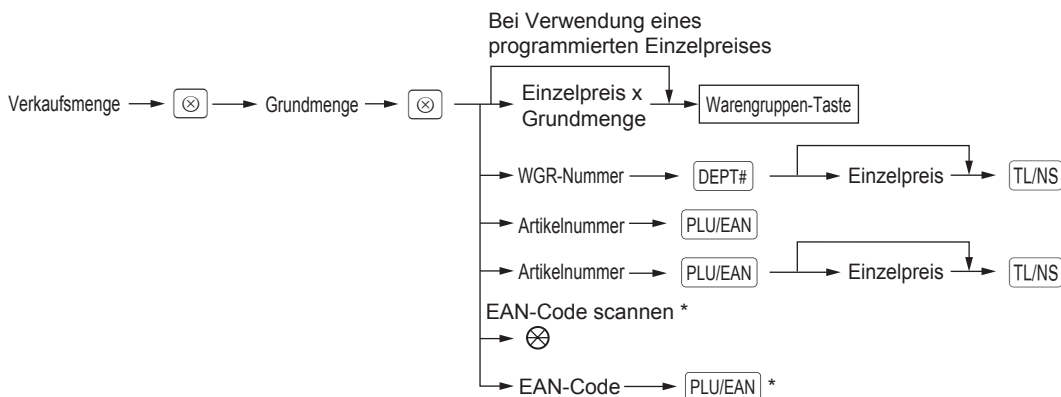 Bei Verwendung eines
programmierten Einzelpreises
Verkaufsmenge ⊗ Grundmenge ⊗ Einzelpreis x
Grundmenge Warengruppen-Taste
WGR-Nummer DEPT# Einzelpreis TL/NS
Artikelnummer PLU/EAN
Artikelnummer PLU/EAN Einzelpreis TL/NS
EAN-Code scannen *
EAN-Code PLU/EAN *